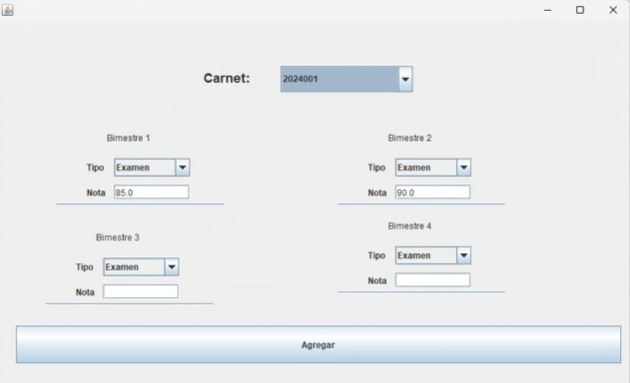 Carnet: 2024001
Bimestre 1
Tipo Examen
Nota 85.0
Bimestre 2
Tipo Examen
Nota 90.0
Bimestre 3
Tipo Examen
Nota
Bimestre 4
Tipo Examen
Nota
Agregar